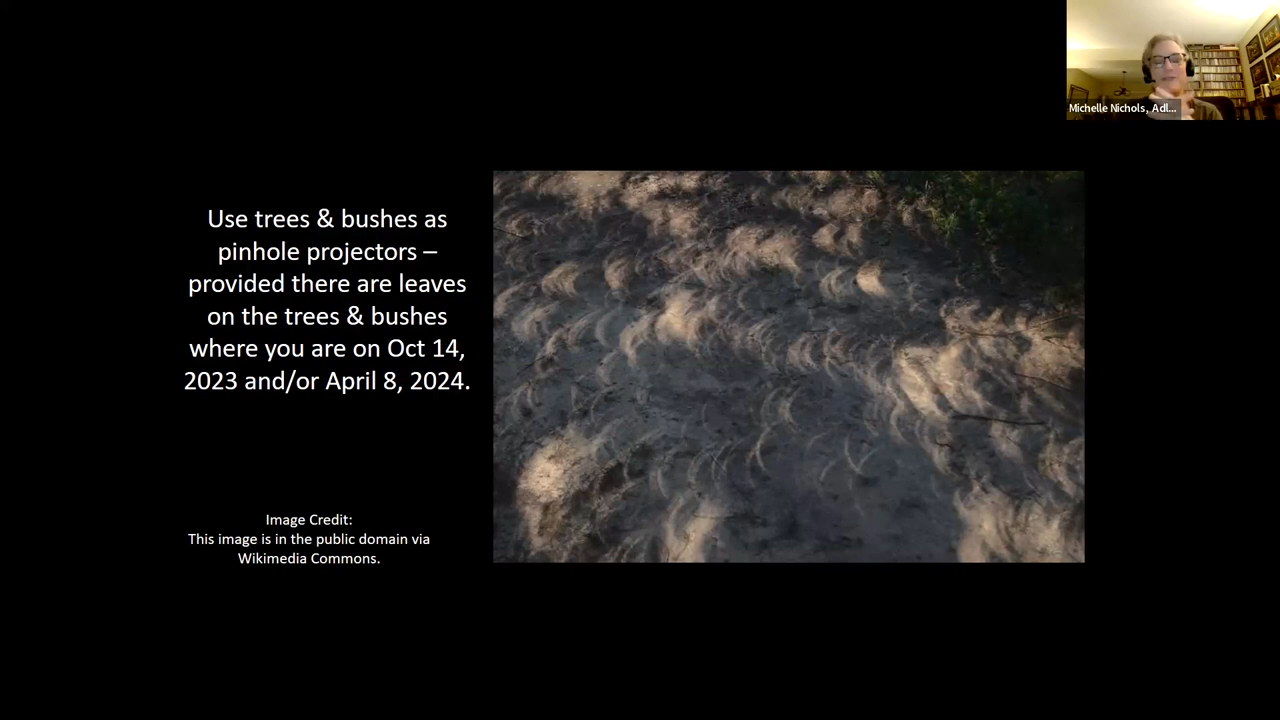 Michelle Nichols, Adl...
Use trees & bushes as
pinhole projectors –
provided there are leaves
on the trees & bushes
where you are on Oct 14,
2023 and/or April 8, 2024.
Image Credit:
This image is in the public domain via
Wikimedia Commons.